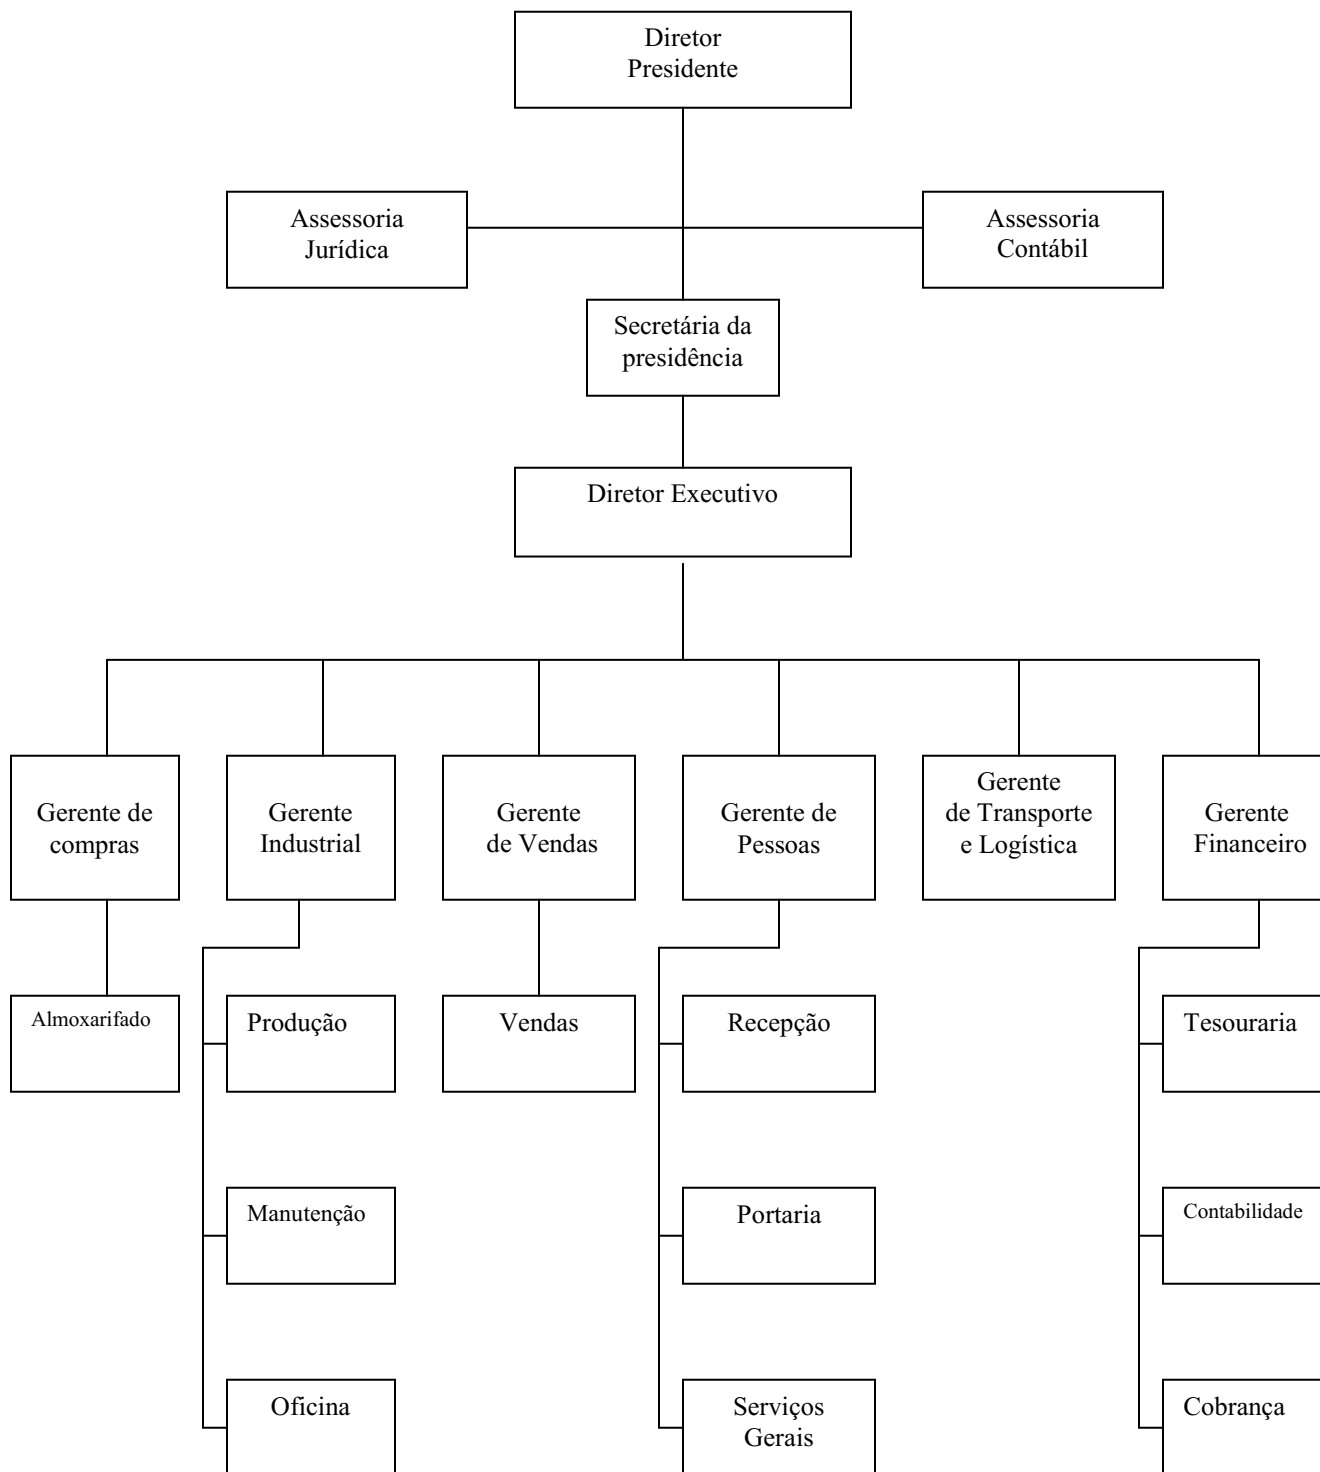 Diretor
Presidente
Assessoria
Jurídica
Assessoria
Contábil
Secretária da
presidência
Diretor Executivo
Gerente de
compras
Gerente
Industrial
Gerente
de Vendas
Gerente de
Pessoas
Gerente
de Transporte
e Logística
Gerente
Financeiro
Almoxarifado
Produção
Vendas
Recepção
Tesouraria
Manutenção
Portaria
Contabilidade
Oficina
Serviços
Gerais
Cobrança